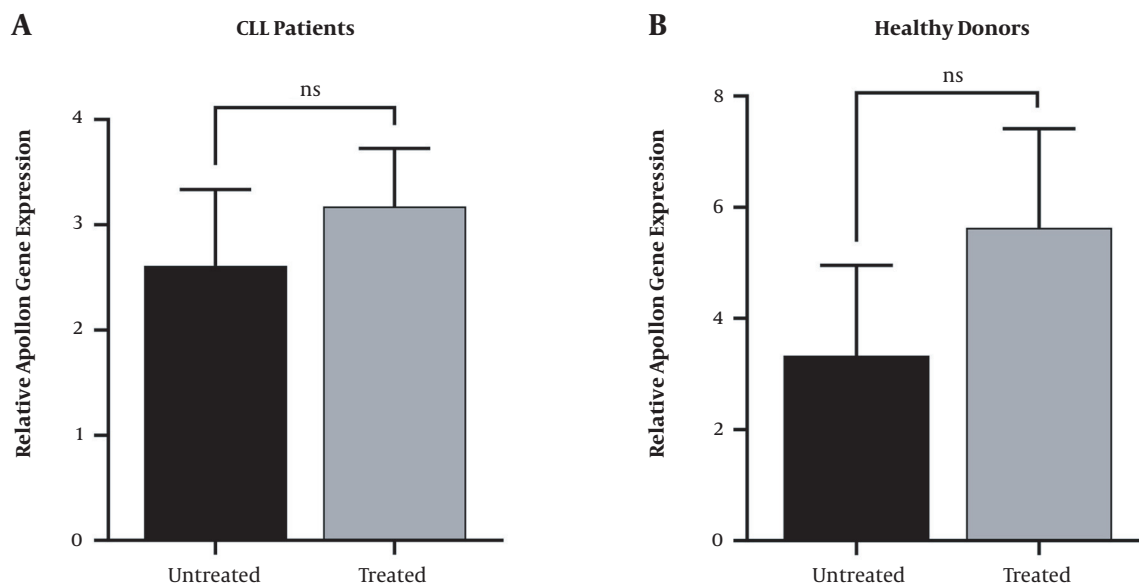 A
CLL Patients
ns
Relative Apollon Gene Expression
4
3
2
1
0
Untreated
Treated
B
Healthy Donors
ns
Relative Apollon Gene Expression
8
6
4
2
0
Untreated
Treated